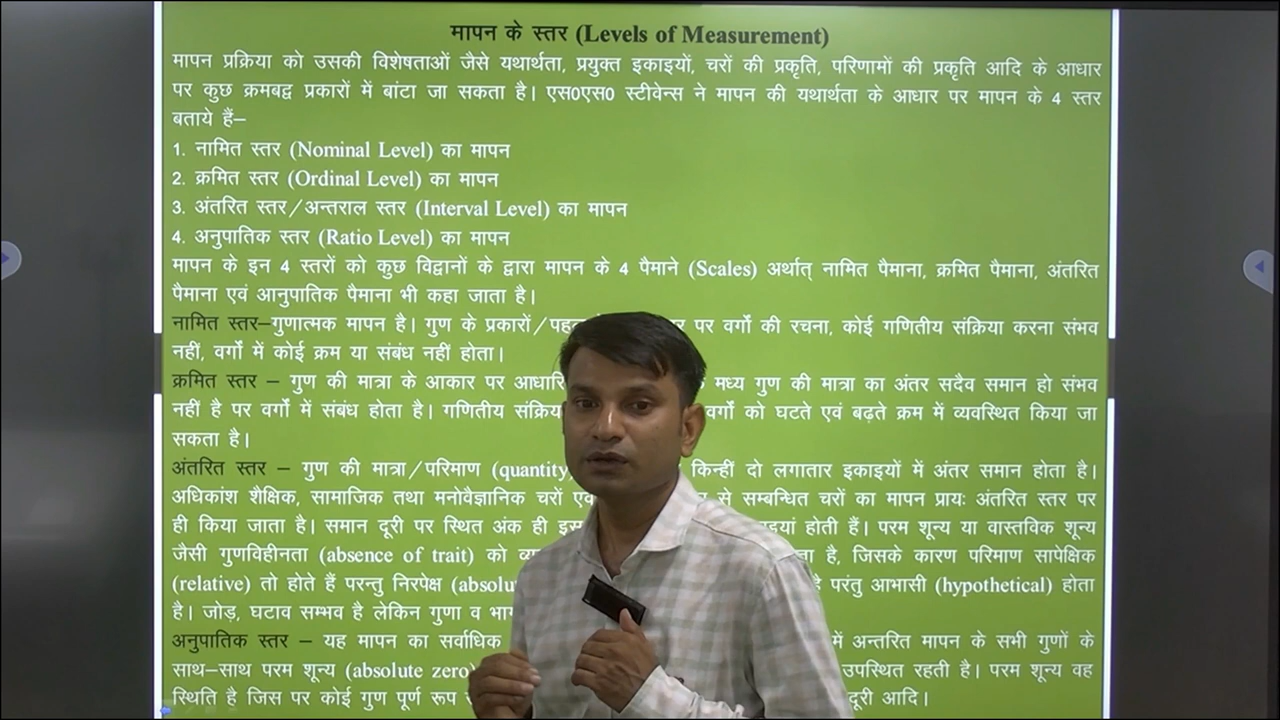 मापन के स्तर (Levels of Measurement)
मापन प्रक्रिया को उसकी विशेषताओं जैसे यथार्थता, प्रयुक्त इकाइयों, चरों की प्रकृति, परिणामों की प्रकृति आदि के आधार
पर कुछ क्रमबद्व प्रकारों में बांटा जा सकता है। एस0एस0 स्टीवेन्स ने मापन की यथार्थता के आधार पर मापन के 4 स्तर
बताये हैं–
1. नामित स्तर (Nominal Level) का मापन
2. क्रमित स्तर (Ordinal Level) का मापन
3. अंतरित स्तर/अन्तराल स्तर (Interval Level) का मापन
4. अनुपातिक स्तर (Ratio Level) का मापन
मापन के इन 4 स्तरों को कुछ विद्वानों के द्वारा मापन के 4 पैमाने (Scales) अर्थात् नामित पैमाना, क्रमित पैमाना, अंतरित
पैमाना एवं आनुपातिक पैमाना भी कहा जाता है।
नामित स्तर–गुणात्मक मापन है। गुण के प्रकारों/ पर वर्गों की रचना, कोई गणितीय संक्रिया करना संभव
नहीं, वर्गों में कोई क्रम या संबंध नहीं होता।
क्रमित स्तर – गुण की मात्रा के आकार पर मध्य गुण की मात्रा का अंतर सदैव समान हो संभव
नहीं है पर वर्गों में संबंध होता है। गणितीय वर्गों को घटते एवं बढ़ते क्रम में व्यवस्थित किया जा
सकता है।
अंतरित स्तर – गुण की मात्रा/परिमाण (quantity) किन्हीं दो लगातार इकाइयों में अंतर समान होता है।
अधिकांश शैक्षिक, सामाजिक तथा मनोवैज्ञानिक चरों से सम्बन्धित चरों का मापन प्रायः अंतरित स्तर पर
ही किया जाता है। समान दूरी पर स्थित अंक ही होती हैं। परम शून्य या वास्तविक शून्य
जैसी गुणविहीनता (absence of trait) को है, जिसके कारण परिमाण सापेक्षिक
(relative) तो होते हैं परन्तु निरपेक्ष परंतु आभासी (hypothetical) होता
है। जोड़, घटाव सम्भव है लेकिन गुणा व
अनुपातिक स्तर – यह मापन का सर्वाधिक में अन्तरित मापन के सभी गुणों के
साथ–साथ परम शून्य (absolute zero) उपस्थित रहती है। परम शून्य वह
स्थिति है जिस पर कोई गुण पूर्ण रूप दूरी आदि।